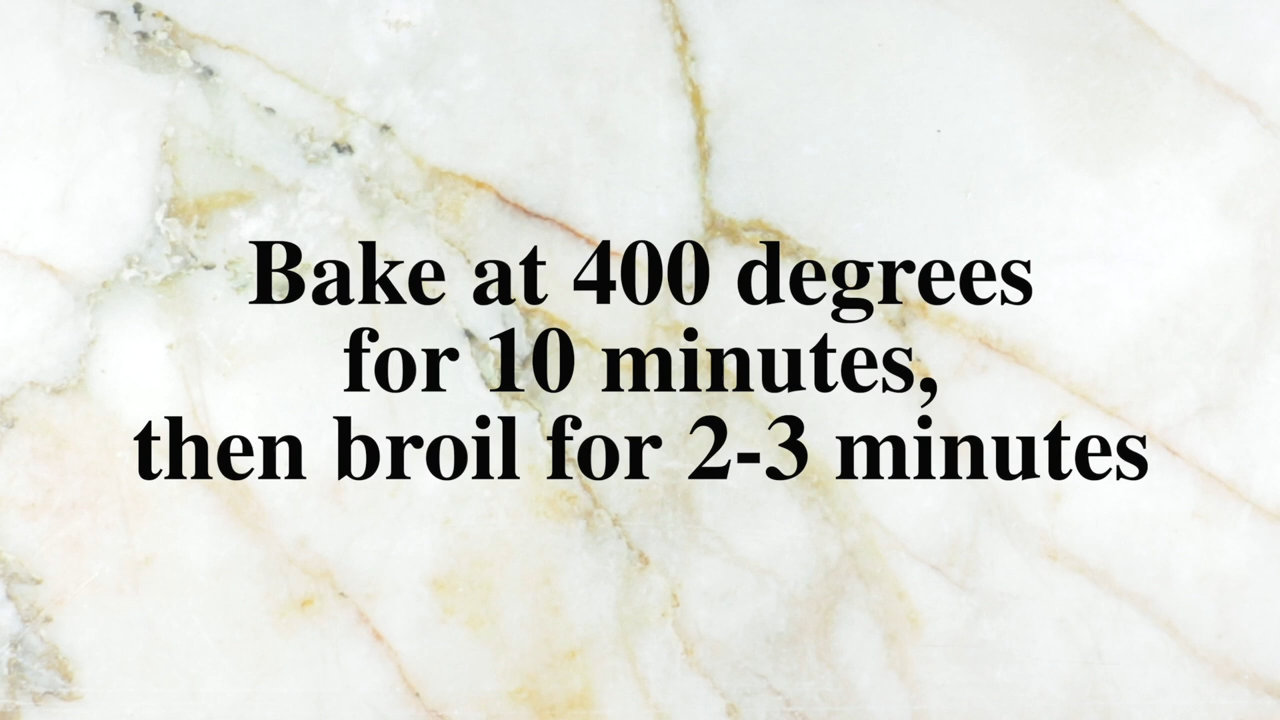 Bake at 400 degrees
for 10 minutes,
then broil for 2-3 minutes